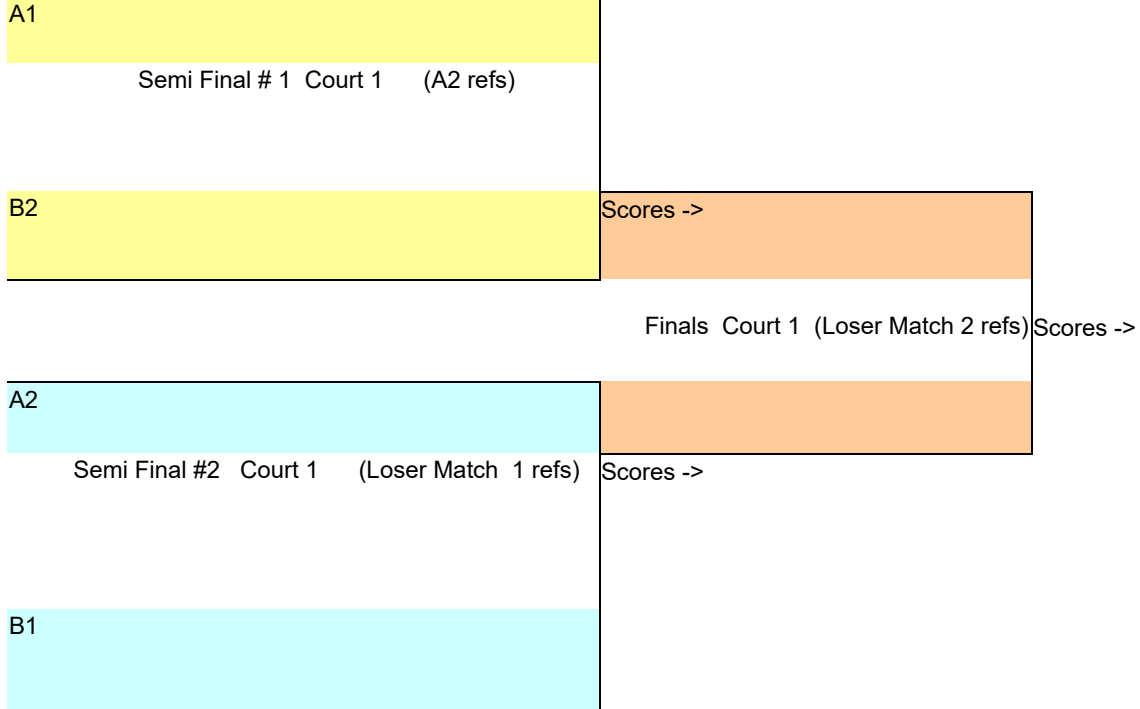 A1
Semi Final # 1  Court 1      (A2 refs)
B2
Scores ->
Finals  Court 1  (Loser Match 2 refs)
Scores ->
A2
Semi Final #2   Court 1      (Loser Match  1 refs)
Scores ->
B1